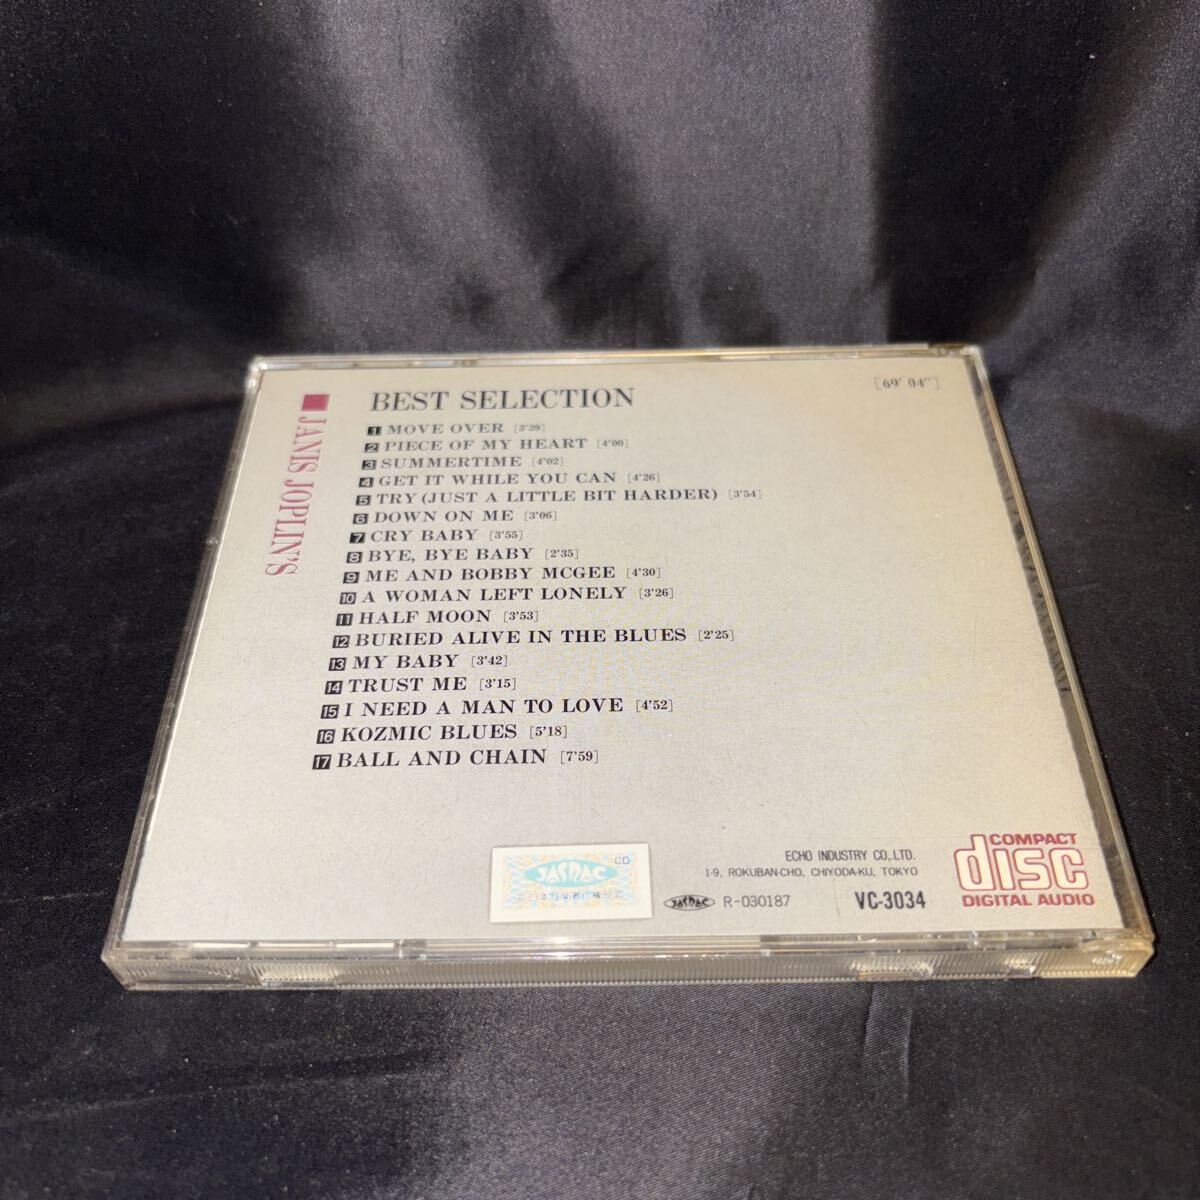 [69' 04"]
JANIS JOPLIN'S
BEST SELECTION
1 MOVE OVER [3'39]
2 PIECE OF MY HEART [4'00]
3 SUMMERTIME [4'02]
4 GET IT WHILE YOU CAN [4'26]
5 TRY (JUST A LITTLE BIT HARDER) [3'54]
6 DOWN ON ME [3'06]
7 CRY BABY [3'55]
8 BYE, BYE BABY [2'35]
9 ME AND BOBBY MCGEE [4'30]
10 A WOMAN LEFT LONELY [3'26]
11 HALF MOON [3'53]
12 BURIED ALIVE IN THE BLUES [2'25]
13 MY BABY [3'42]
14 TRUST ME [3'15]
15 I NEED A MAN TO LOVE [4'52]
16 KOZMIC BLUES [5'18]
17 BALL AND CHAIN [7'59]
JASRAC CD
ECHO INDUSTRY CO,.LTD.
1-9, ROKUBAN-CHO, CHIYODA-KU, TOKYO
JASRAC R-030187 VC-3034
COMPACT
disc
DIGITAL AUDIO